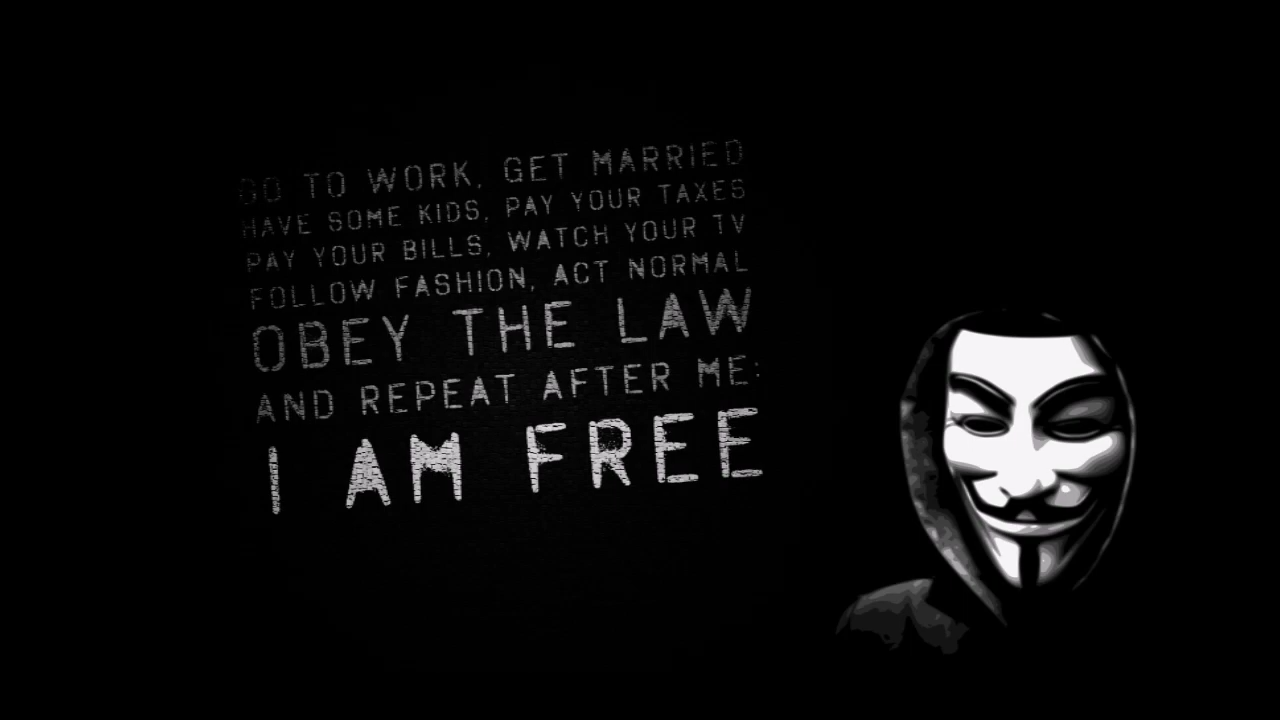 GO TO WORK, GET MARRIED
HAVE SOME KIDS, PAY YOUR TAXES
PAY YOUR BILLS, WATCH YOUR TV
FOLLOW FASHION, ACT NORMAL
OBEY THE LAW
AND REPEAT AFTER ME:
I AM FREE